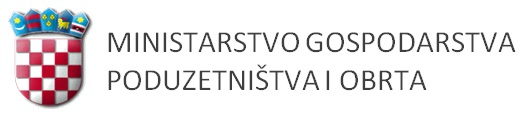 MINISTARSTVO GOSPODARSTVA
PODUZETNIŠTVA I OBRTA